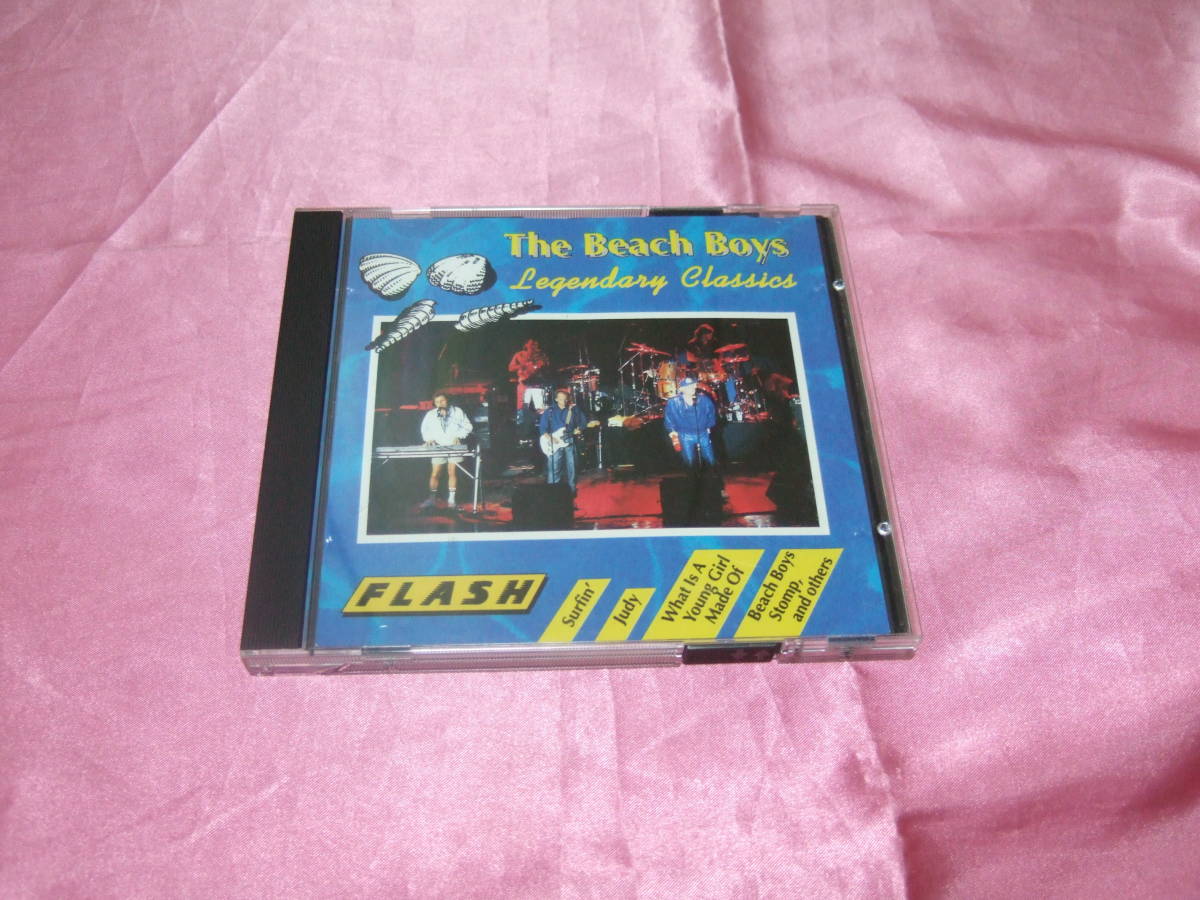 The Beach Boys
Legendary Classics
FLASH
Surfin'
Judy
What Is A
Young Girl
Made Of
Beach Boys
Stomp,
and others